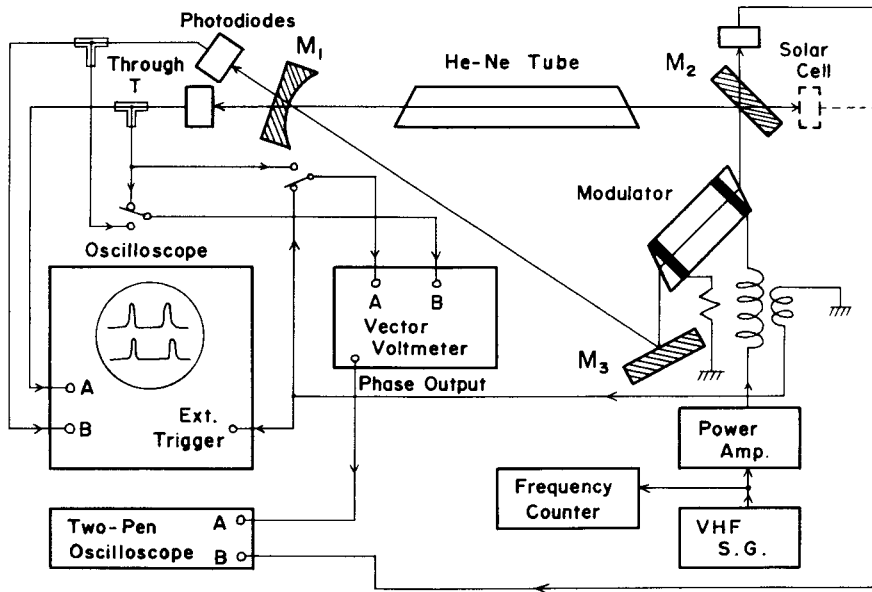 Photodiodes
M1
Through
T
He-Ne Tube
M2
Solar
Cell
Modulator
Oscilloscope
A
B
Ext.
Trigger
A
B
Vector
Voltmeter
Phase Output
M3
Power
Amp.
Frequency
Counter
VHF
S.G.
Two-Pen
Oscilloscope
A
B